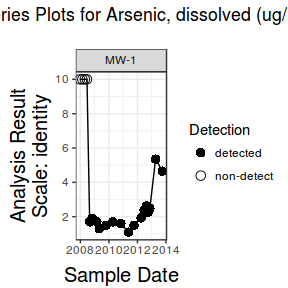 ries Plots for Arsenic, dissolved (ug/
MW-1
10
8
6
4
2
2008 2010 2012 2014
Analysis Result
Scale: identity
Sample Date
Detection
detected
non-detect